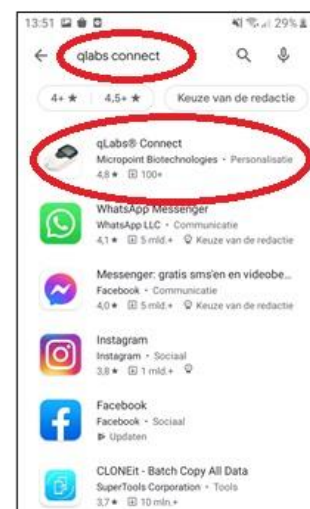 13:51 29%
qlabs connect
4+ ★ 4,5+ ★ Keuze van de redactie
qLabs® Connect
Micropoint Biotechnologies • Personalisatie
4,8 ★ 100+
WhatsApp Messenger
WhatsApp LLC • Communicatie
4,1 ★ 5 mld.+ Keuze van de redactie
Messenger: gratis sms'en en videobe...
Facebook • Communicatie
4,0 ★ 5 mld.+ Keuze van de redactie
Instagram
Instagram • Sociaal
3,8 ★ 1 mld.+
Facebook
Facebook • Sociaal
Updaten
CLONEit - Batch Copy All Data
SuperTools Corporation • Tools
3,7 ★ 10 mln.+